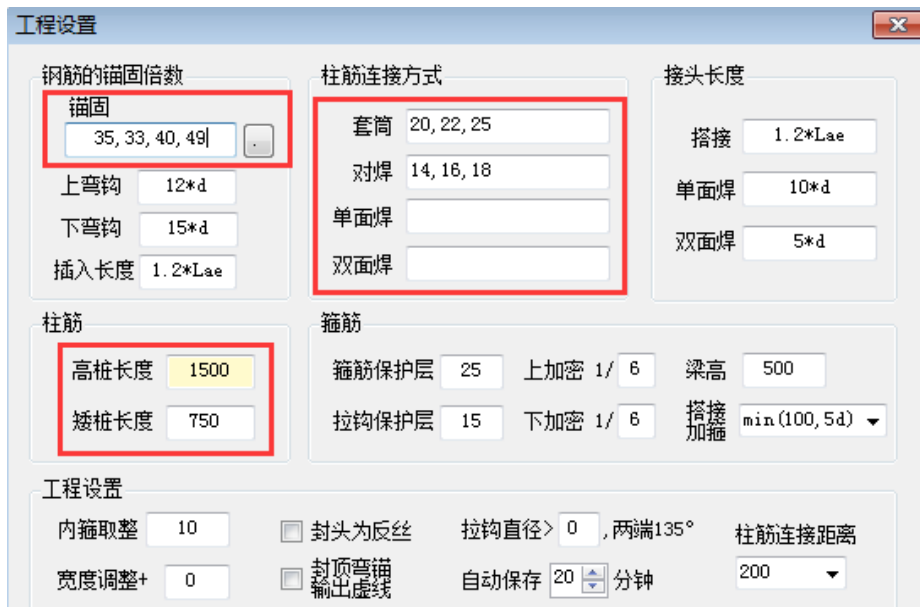 工程设置
钢筋的锚固倍数
锚固
35, 33, 40, 49
.
上弯钩 12*d
下弯钩 15*d
插入长度 1.2*Lae
柱筋连接方式
套筒 20, 22, 25
对焊 14, 16, 18
单面焊
双面焊
接头长度
搭接 1.2*Lae
单面焊 10*d
双面焊 5*d
柱筋
高桩长度 1500
矮桩长度 750
箍筋
箍筋保护层 25 上加密 1/ 6 梁高 500
拉钩保护层 15 下加密 1/ 6 搭接加箍 min(100, 5d)
工程设置
内箍取整 10 封头为反丝 拉钩直径> 0 ,两端135° 柱筋连接距离
宽度调整+ 0 封顶弯锚输出虚线 自动保存 20 分钟 200